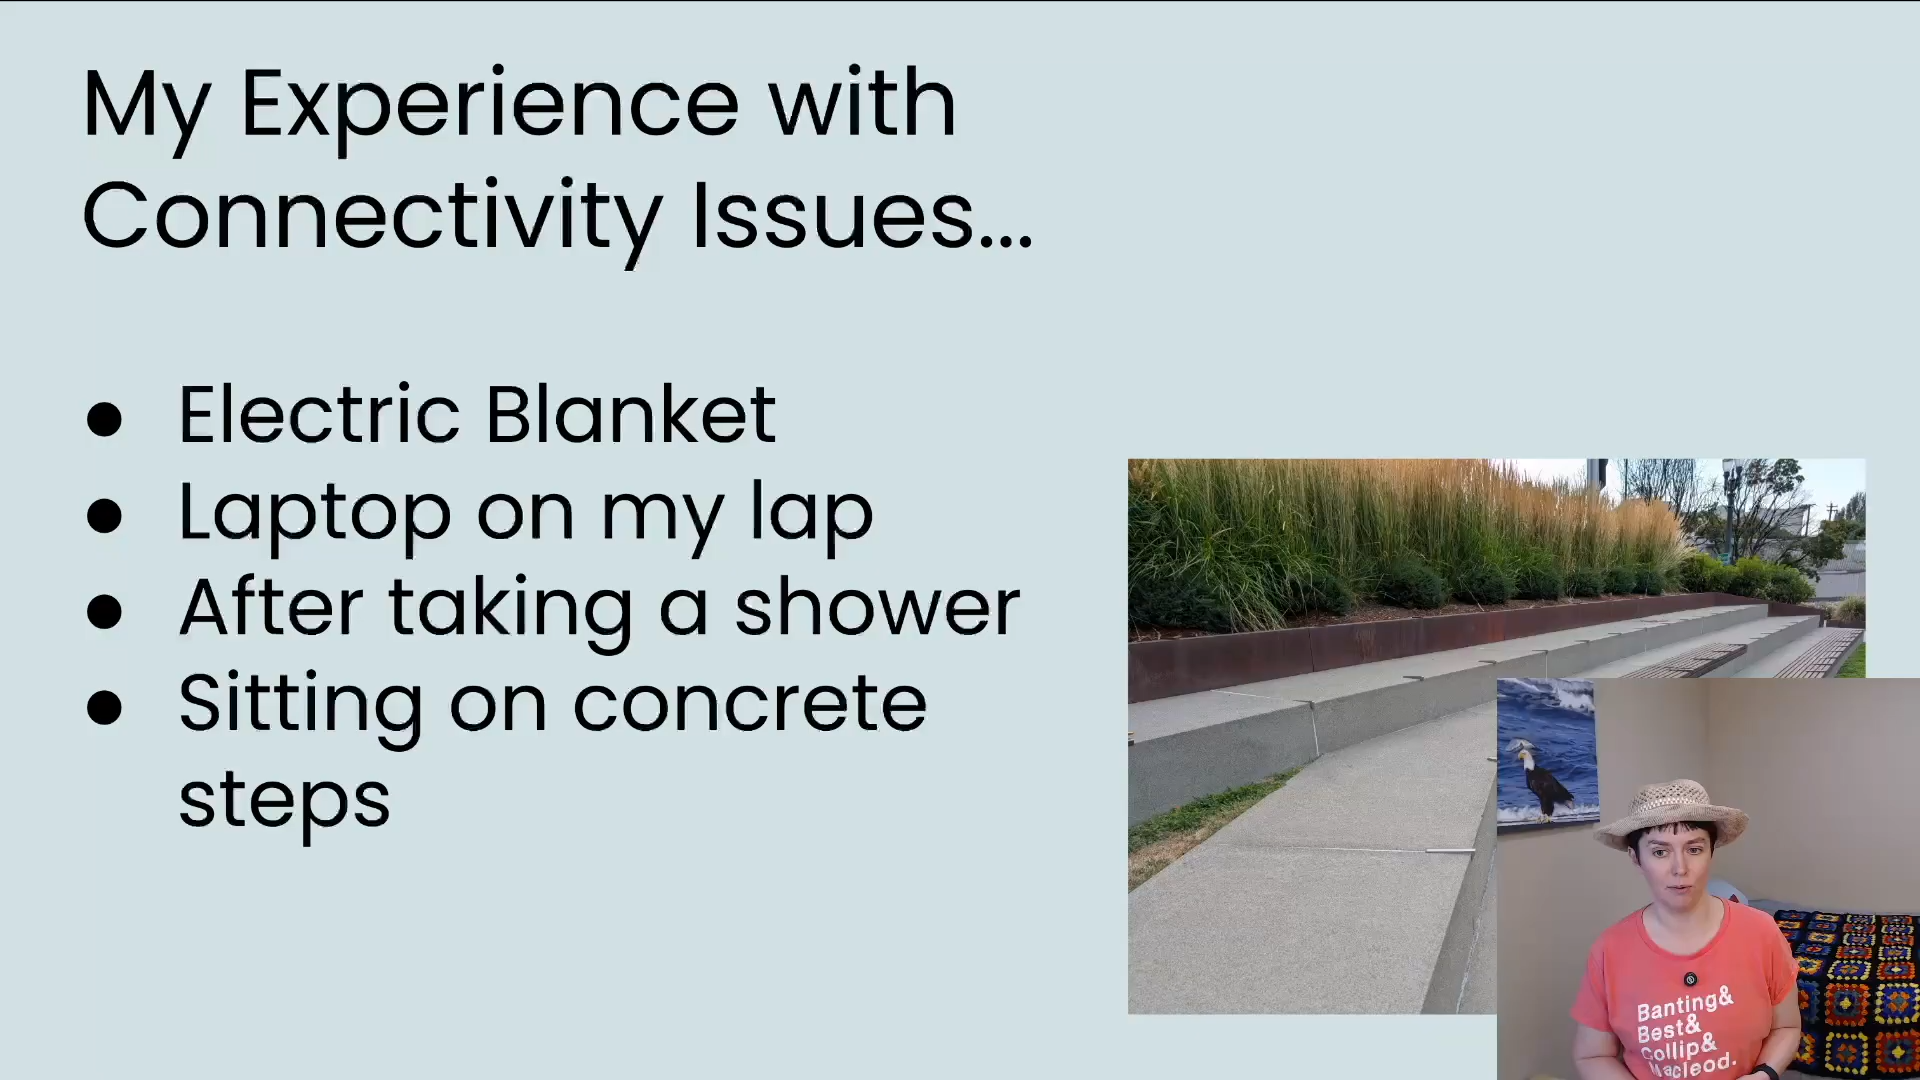 My Experience with
Connectivity Issues...
● Electric Blanket
● Laptop on my lap
● After taking a shower
● Sitting on concrete
steps
Banting&
Best&
Collip&
Macleod.